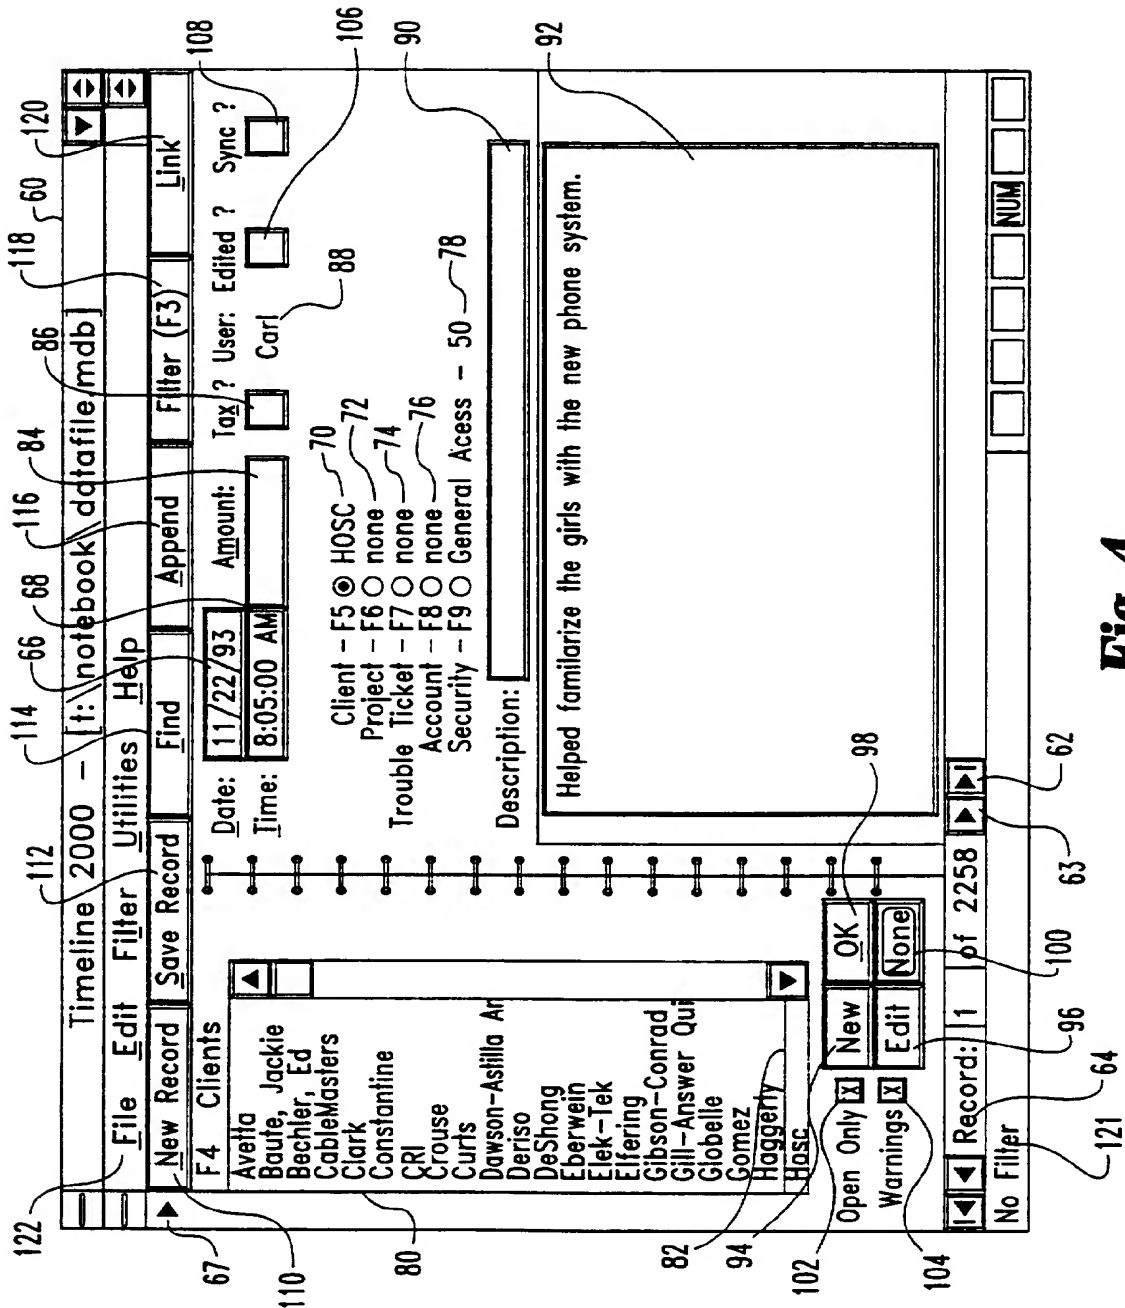 122
112
114
66
68
116
84
86
118
60
120
108
Timeline 2000 – [t:\notebook\datafile.mdb]
File Edit Filter Utilities Help
New Record Save Record Find Append Filter (F3) Link
67
110
80
F4 Clients
Avetta
Baute, Jackie
Bechler, Ed
CableMasters
Clark
Constantine
CRI
Crouse
Curts
Dawson-Astilla Ar
Deriso
DeShong
Eberwein
Elek-Tek
Elfering
Gibson-Conrad
Gill-Answer Qui
Globelle
Gomez
Haggerty
Hasc
82
94
102
104
Open Only X
Warnings X
New OK
Edit None
98
100
96
Date: 11/22/93
Time: 8:05:00 AM
Amount:
Tax ?
User:
Carl
88
Edited ?
Sync ?
106
Client – F5 HOSC 70
Project – F6 none 72
Trouble Ticket – F7 none 74
Account – F8 none 76
Security – F9 General Acess – 50 78
90
Description:
92
Helped familarize the girls with the new phone system.
Record: 1 of 2258
62
63
64
121
No Filter
NUM
Fig. 4